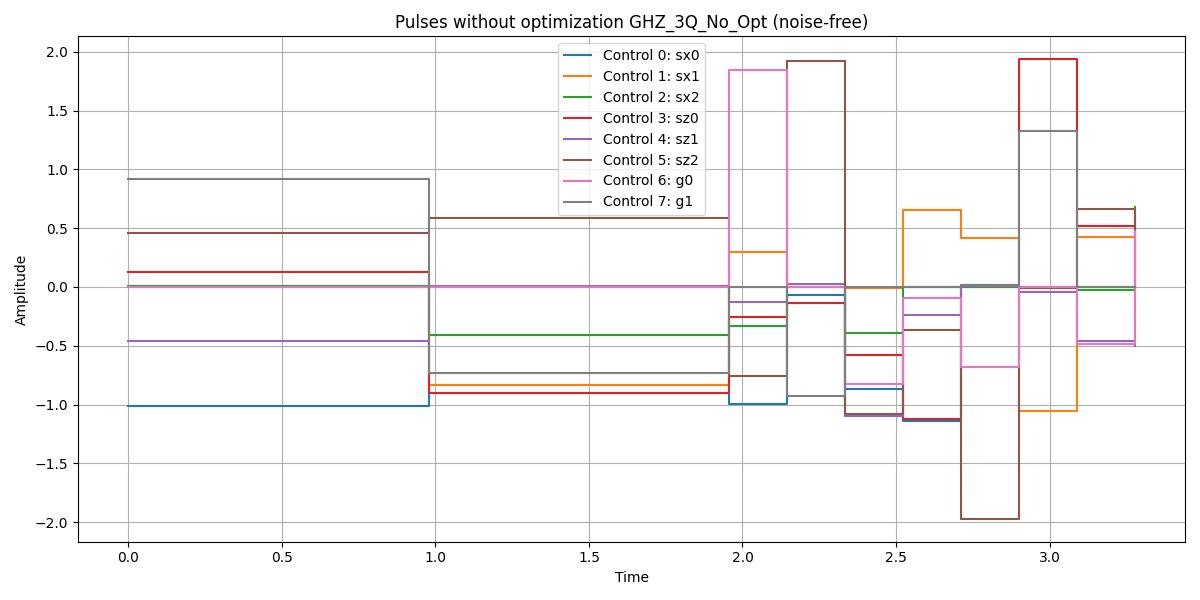 Pulses without optimization GHZ_3Q_No_Opt (noise-free)
2.0
1.5
1.0
0.5
0.0
−0.5
−1.0
−1.5
−2.0
Amplitude
Control 0: sx0
Control 1: sx1
Control 2: sx2
Control 3: sz0
Control 4: sz1
Control 5: sz2
Control 6: g0
Control 7: g1
0.0 0.5 1.0 1.5 2.0 2.5 3.0
Time